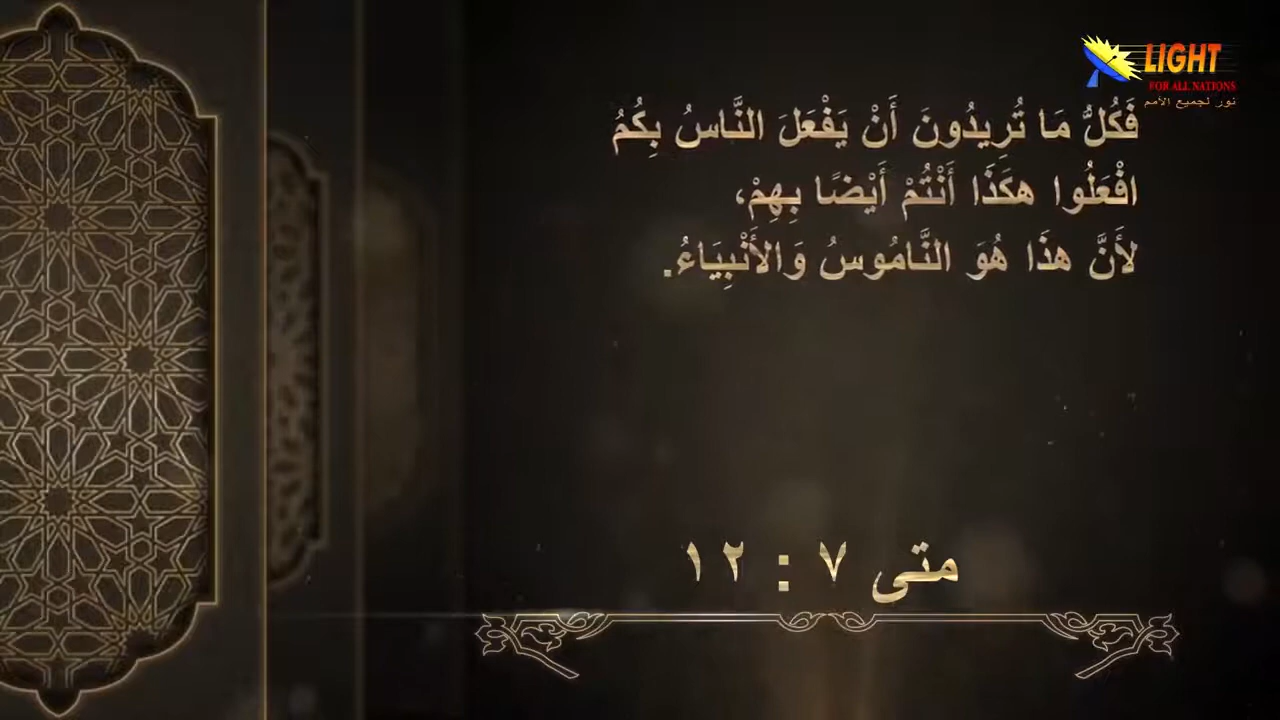 LIGHT
FOR ALL NATIONS
نور لجميع الأمم
فَكُلُّ مَا تُرِيدُونَ أَنْ يَفْعَلَ النَّاسُ بِكُمُ
افْعَلُوا هكَذَا أَنْتُمْ أَيْضًا بِهِمْ،
لأَنَّ هذَا هُوَ النَّامُوسُ وَالأَنْبِيَاءُ.
متى ٧ : ١٢